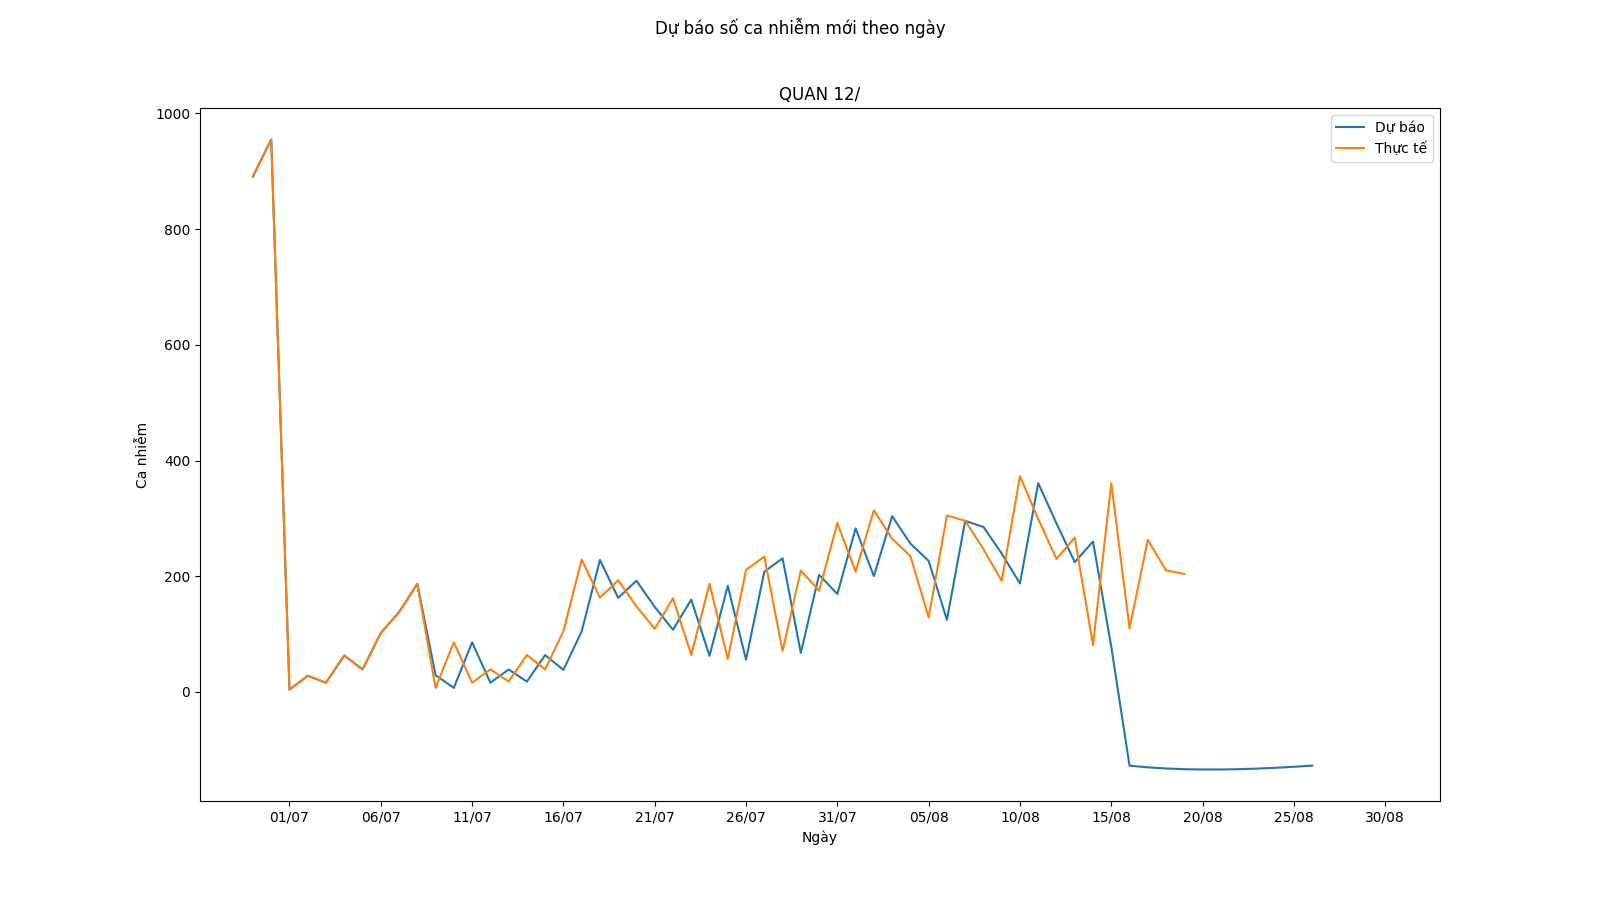 Dự báo số ca nhiễm mới theo ngày
QUAN 12/
Dự báo
Thực tế
1000
800
600
400
200
0
Ca nhiễm
01/07 06/07 11/07 16/07 21/07 26/07 31/07 05/08 10/08 15/08 20/08 25/08 30/08
Ngày